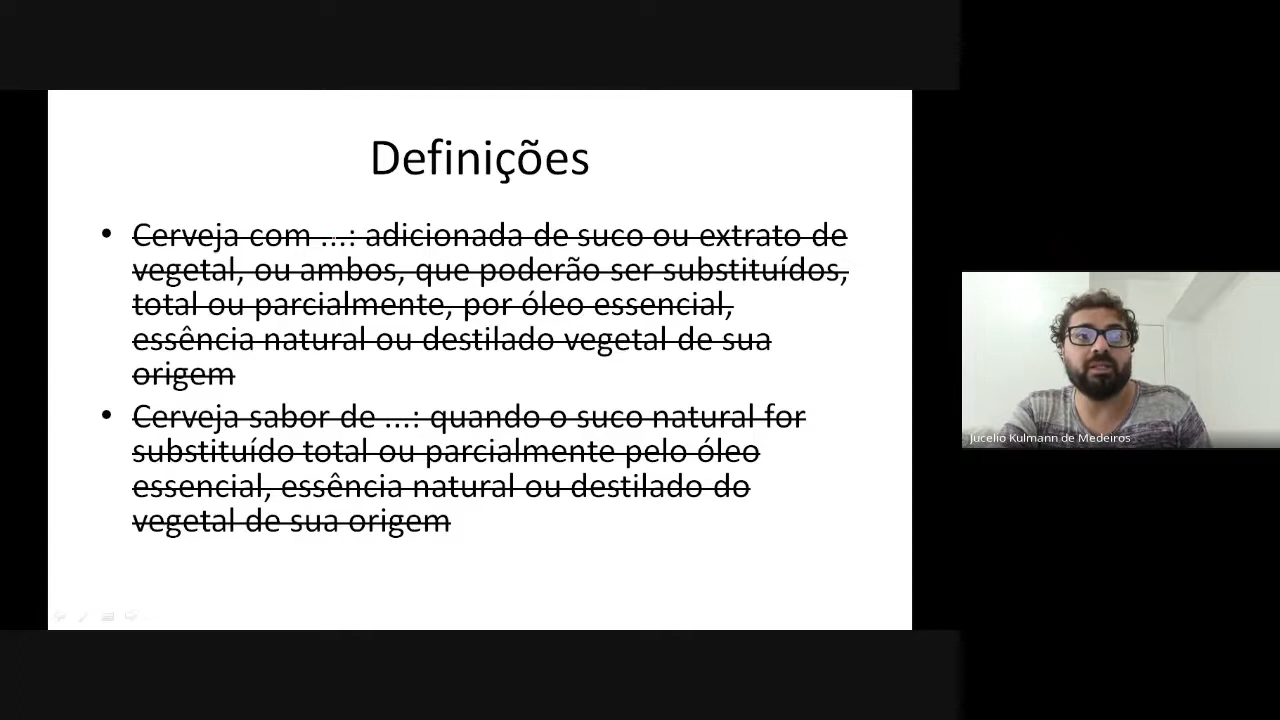 Definições
• Cerveja com ...: adicionada de suco ou extrato de
vegetal, ou ambos, que poderão ser substituídos,
total ou parcialmente, por óleo essencial,
essência natural ou destilado vegetal de sua
origem
• Cerveja sabor de ...: quando o suco natural for
substituído total ou parcialmente pelo óleo
essencial, essência natural ou destilado do
vegetal de sua origem
Jucelio Kulmann de Medeiros